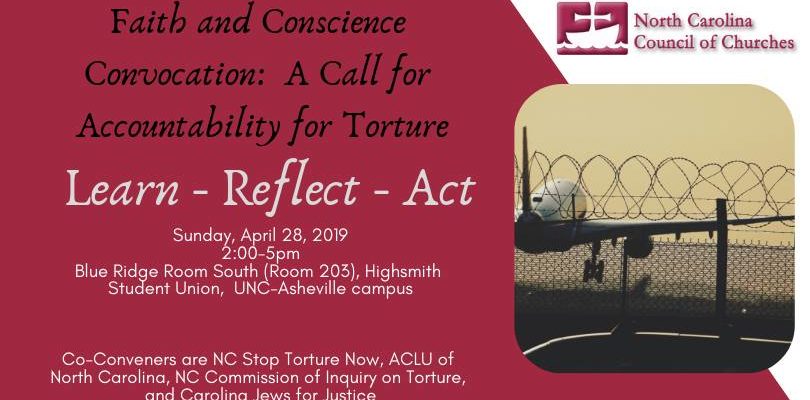 Faith and Conscience
Convocation: A Call for
Accountability for Torture
Learn - Reflect - Act
Sunday, April 28, 2019
2:00-5pm
Blue Ridge Room South (Room 203), Highsmith
Student Union, UNC-Asheville campus
Co-Conveners are NC Stop Torture Now, ACLU of
North Carolina, NC Commission of Inquiry on Torture,
and Carolina Jews for Justice
North Carolina
Council of Churches